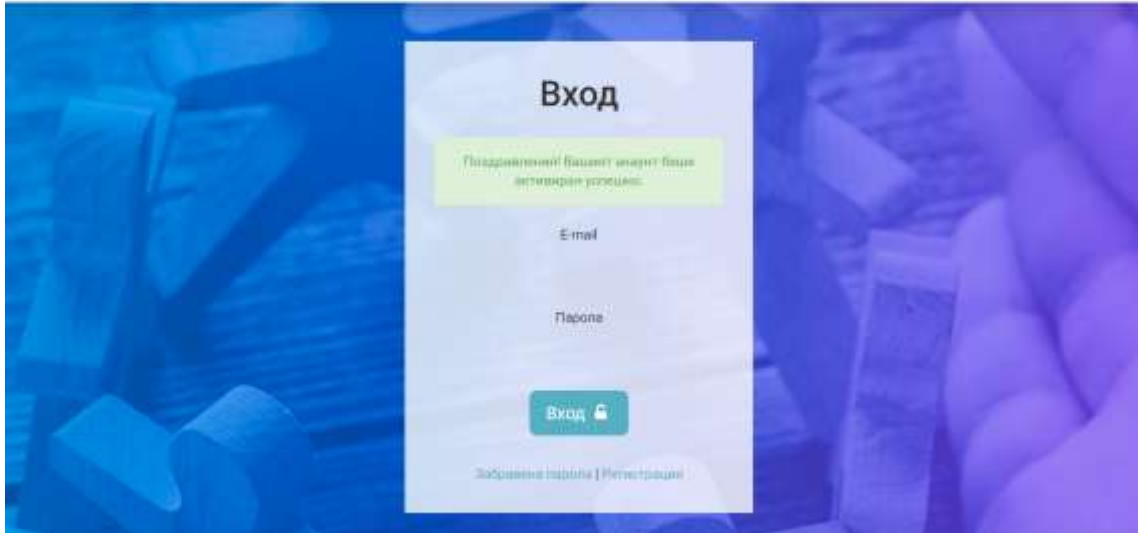 Вход
Поздравления! Вашият акаунт беше
активиран успешно.
E-mail
Парола
Вход
Забравена парола | Регистрация